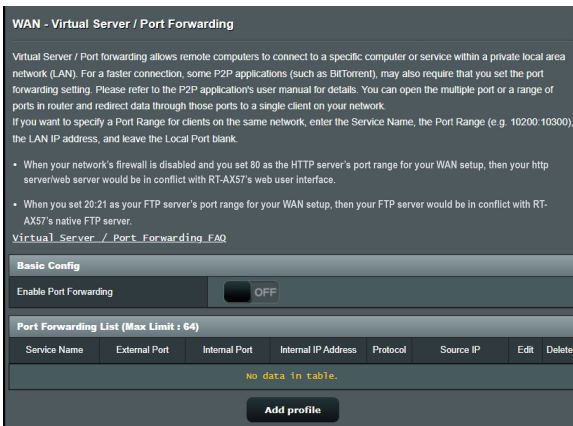 WAN - Virtual Server / Port Forwarding
Virtual Server / Port forwarding allows remote computers to connect to a specific computer or service within a private local area
network (LAN). For a faster connection, some P2P applications (such as BitTorrent), may also require that you set the port
forwarding setting. Please refer to the P2P application's user manual for details. You can open the multiple port or a range of
ports in router and redirect data through those ports to a single client on your network.
If you want to specify a Port Range for clients on the same network, enter the Service Name, the Port Range (e.g. 10200:10300),
the LAN IP address, and leave the Local Port blank.
• When your network's firewall is disabled and you set 80 as the HTTP server's port range for your WAN setup, then your http
server/web server would be in conflict with RT-AX57's web user interface.
• When you set 20:21 as your FTP server's port range for your WAN setup, then your FTP server would be in conflict with RT-
AX57's native FTP server.
Virtual Server / Port Forwarding FAQ
Basic Config
Enable Port Forwarding OFF
Port Forwarding List (Max Limit : 64)
Service Name External Port Internal Port Internal IP Address Protocol Source IP Edit Delete
No data in table.
Add profile